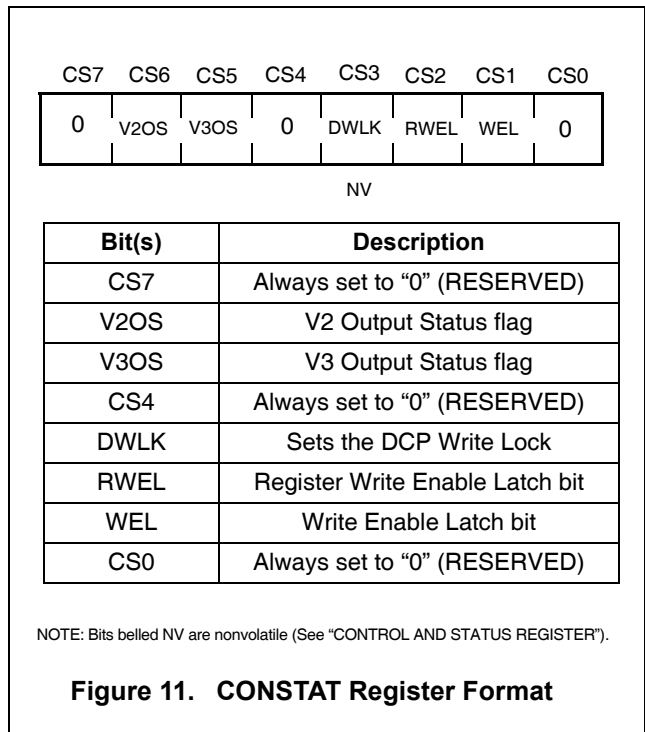 CS7 CS6 CS5 CS4 CS3 CS2 CS1 CS0
0 V2OS V3OS 0 DWLK RWEL WEL 0
NV
Bit(s) Description
CS7 Always set to “0” (RESERVED)
V2OS V2 Output Status flag
V3OS V3 Output Status flag
CS4 Always set to “0” (RESERVED)
DWLK Sets the DCP Write Lock
RWEL Register Write Enable Latch bit
WEL Write Enable Latch bit
CS0 Always set to “0” (RESERVED)
NOTE: Bits belled NV are nonvolatile (See “CONTROL AND STATUS REGISTER”).
Figure 11. CONSTAT Register Format